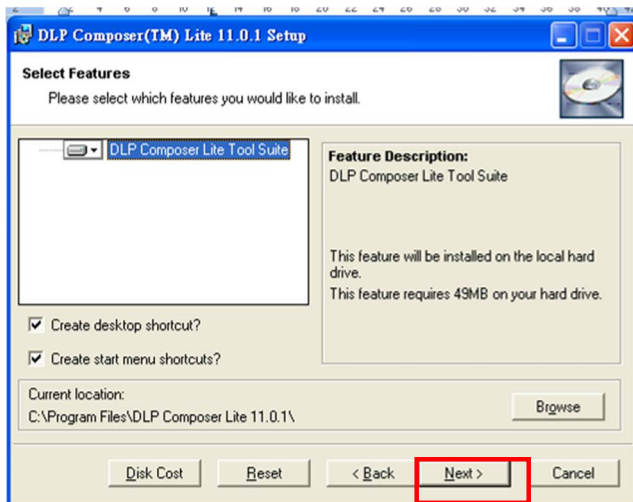 DLP Composer(TM) Lite 11.0.1 Setup
Select Features
Please select which features you would like to install.
DLP Composer Lite Tool Suite
Feature Description:
DLP Composer Lite Tool Suite
This feature will be installed on the local hard
drive.
This feature requires 49MB on your hard drive.
Create desktop shortcut?
Create start menu shortcuts?
Current location:
C:\Program Files\DLP Composer Lite 11.0.1\
Browse
Disk Cost Reset < Back Next > Cancel